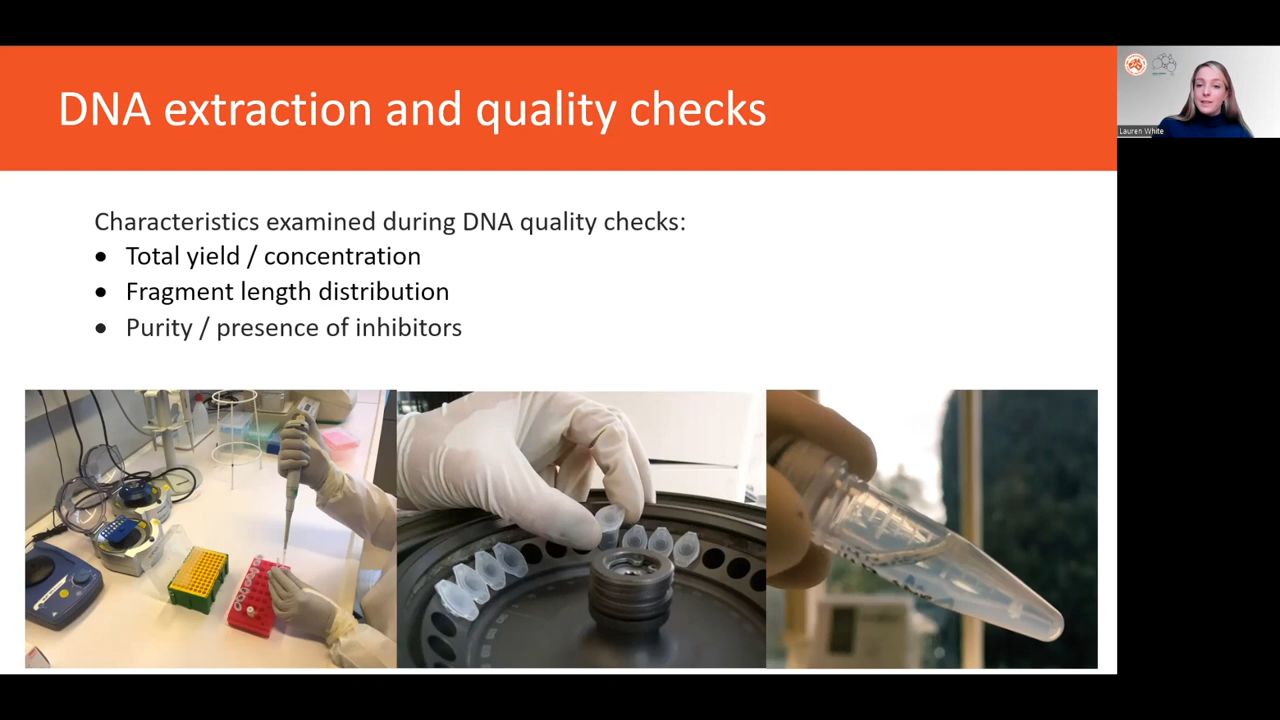 DNA extraction and quality checks
Characteristics examined during DNA quality checks:
• Total yield / concentration
• Fragment length distribution
• Purity / presence of inhibitors
Lauren White